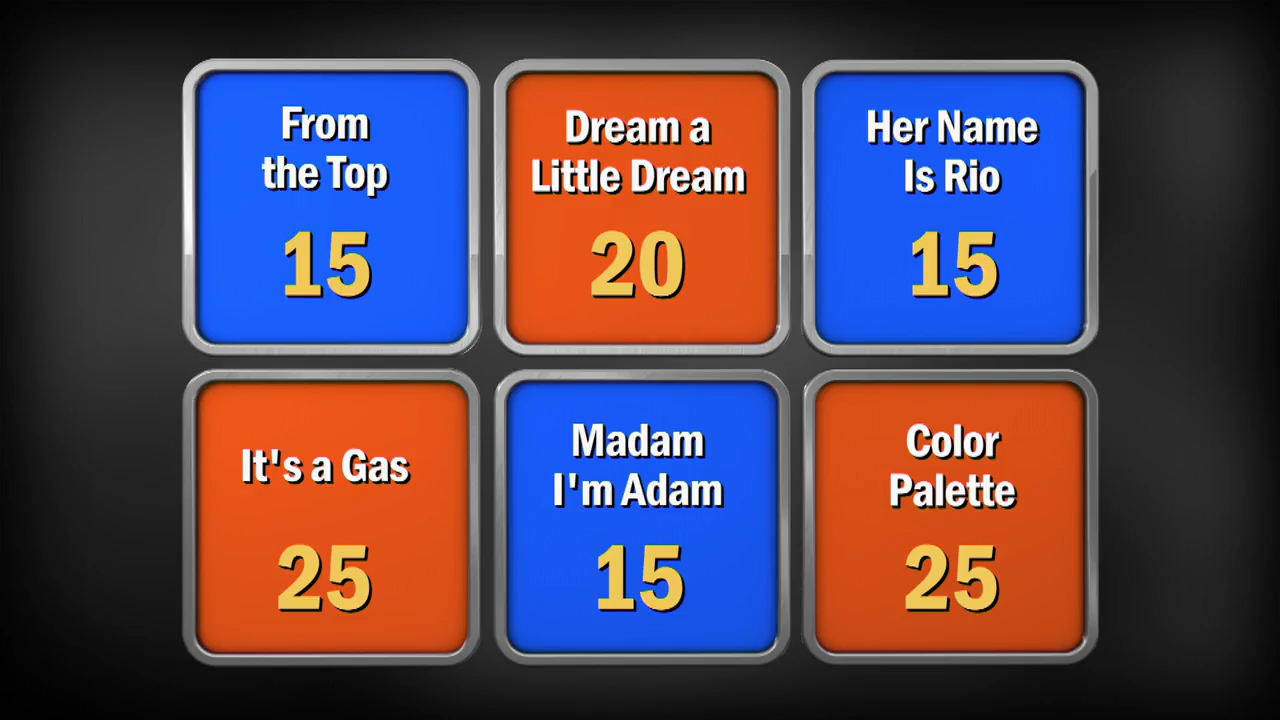 From
the Top
15
Dream a
Little Dream
20
Her Name
Is Rio
15
It's a Gas
25
Madam
I'm Adam
15
Color
Palette
25